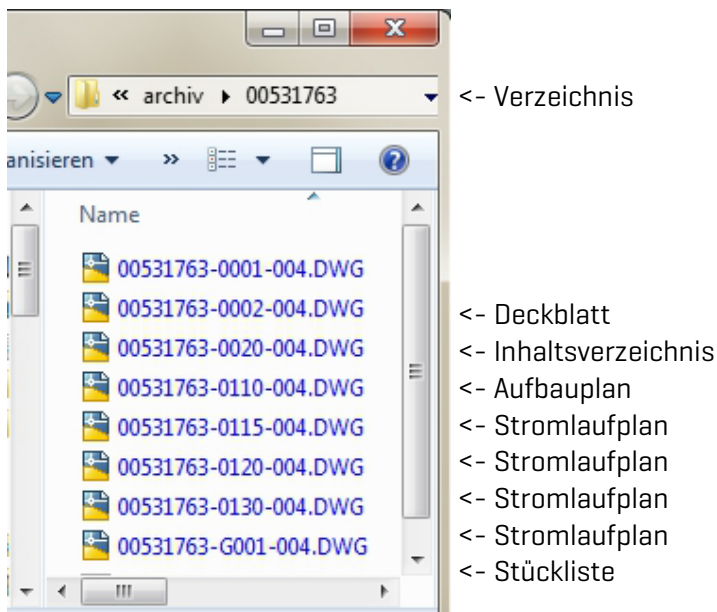 « archiv ▸ 00531763
<- Verzeichnis
anisieren »
Name
00531763-0001-004.DWG
00531763-0002-004.DWG
<- Deckblatt
00531763-0020-004.DWG
<- Inhaltsverzeichnis
00531763-0110-004.DWG
<- Aufbauplan
00531763-0115-004.DWG
<- Stromlaufplan
00531763-0120-004.DWG
<- Stromlaufplan
00531763-0130-004.DWG
<- Stromlaufplan
<- Stromlaufplan
00531763-G001-004.DWG
<- Stückliste